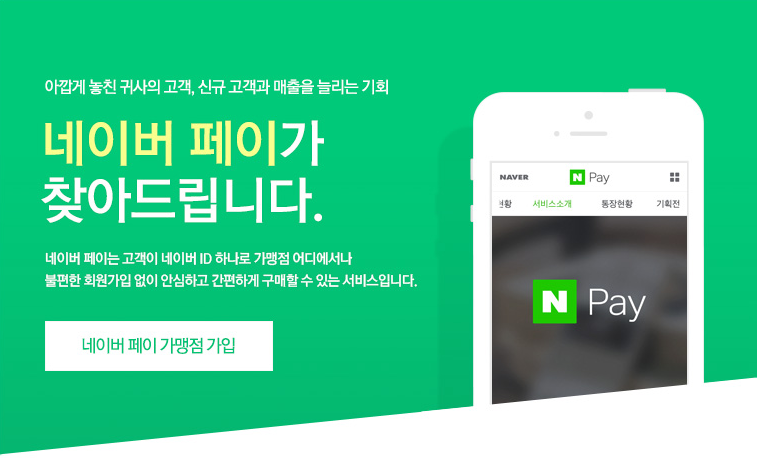 아깝게 놓친 귀사의 고객, 신규 고객과 매출을 늘리는 기회
네이버 페이가
찾아드립니다.
네이버 페이는 고객이 네이버 ID 하나로 가맹점 어디에서나
불편한 회원가입 없이 안심하고 간편하게 구매할 수 있는 서비스입니다.
네이버 페이 가맹점 가입
NAVER
N Pay
현황 서비스소개 통장현황 기획전
N Pay